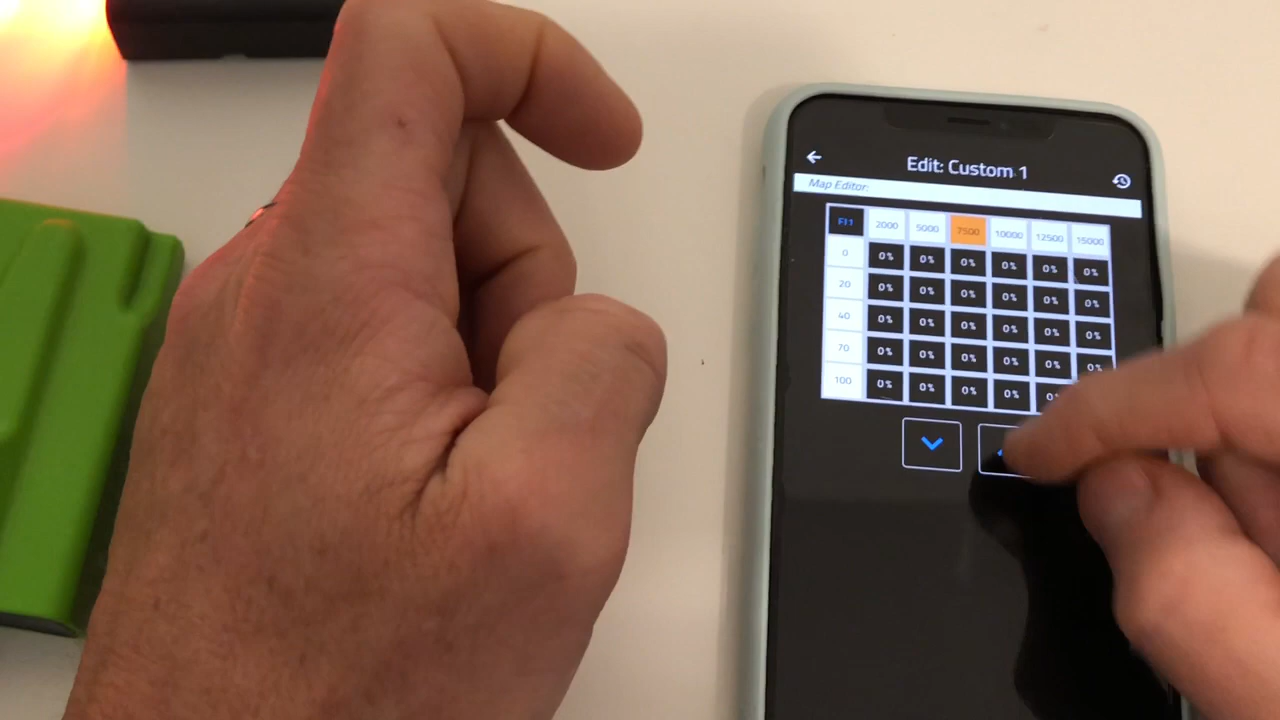 Edit: Custom 1
Map Editor:
FI1 2000 5000 7500 10000 12500 15000
0 0% 0% 0% 0% 0% 0%
20 0% 0% 0% 0% 0% 0%
40 0% 0% 0% 0% 0% 0%
70 0% 0% 0% 0% 0% 0%
100 0% 0% 0% 0% 0%